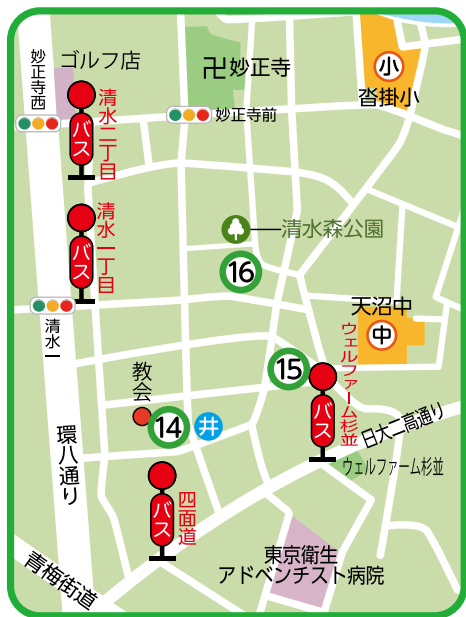 妙正寺西
ゴルフ店
卍妙正寺
小
沓掛小
バス
清水二丁目
妙正寺前
バス
清水一丁目
清水森公園
16
天沼中
中
清水一
ウェルファーム杉並
15
バス
教会
14
井
日大二高通り
ウェルファーム杉並
環八通り
バス
四面道
東京衛生
アドベンチスト病院
青梅街道